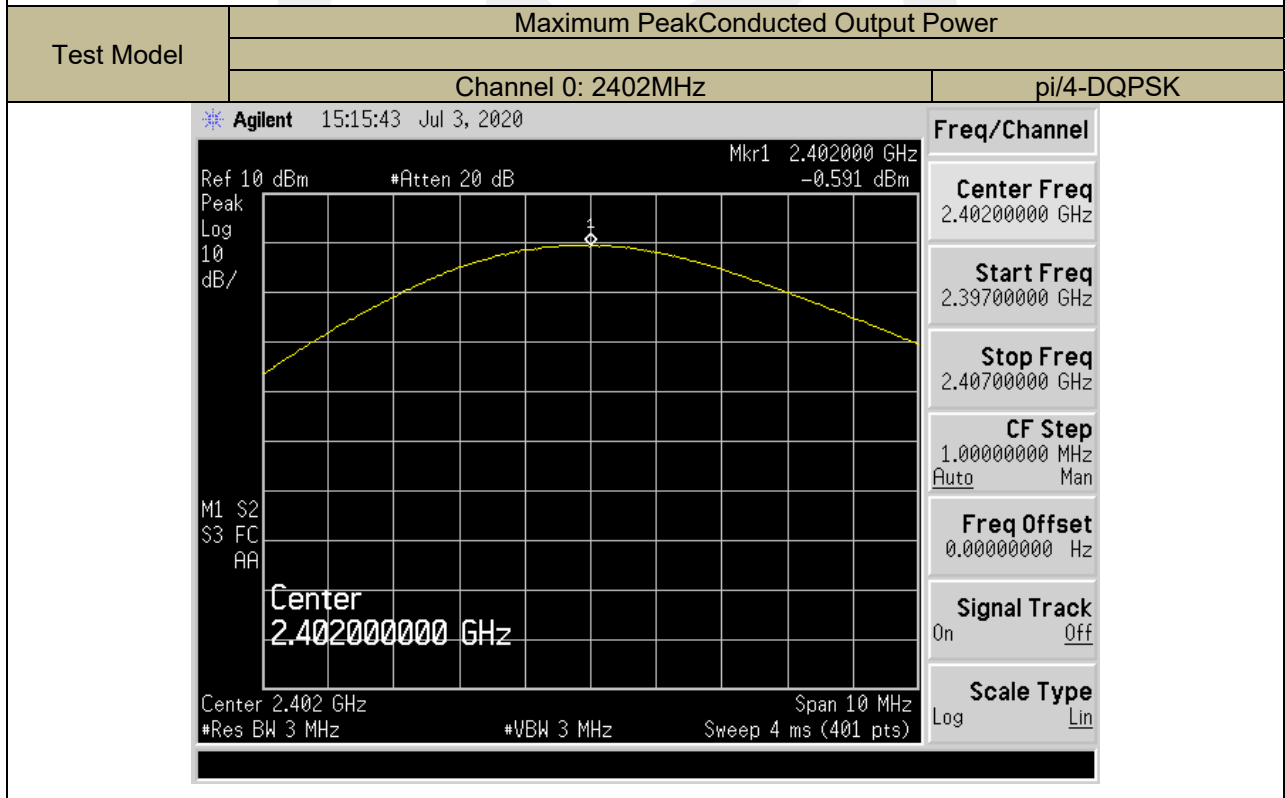 Test Model
Maximum PeakConducted Output Power
Channel 0: 2402MHz
pi/4-DQPSK
Agilent 15:15:43 Jul 3, 2020
Mkr1 2.402000 GHz
Ref 10 dBm #Atten 20 dB -0.591 dBm
Peak
Log
10
dB/
1
M1 S2
S3 FC
AA
Center
2.402000000 GHz
Center 2.402 GHz Span 10 MHz
#Res BW 3 MHz #VBW 3 MHz Sweep 4 ms (401 pts)
Freq/Channel
Center Freq
2.40200000 GHz
Start Freq
2.39700000 GHz
Stop Freq
2.40700000 GHz
CF Step
1.00000000 MHz
Auto Man
Freq Offset
0.00000000 Hz
Signal Track
On Off
Scale Type
Log Lin